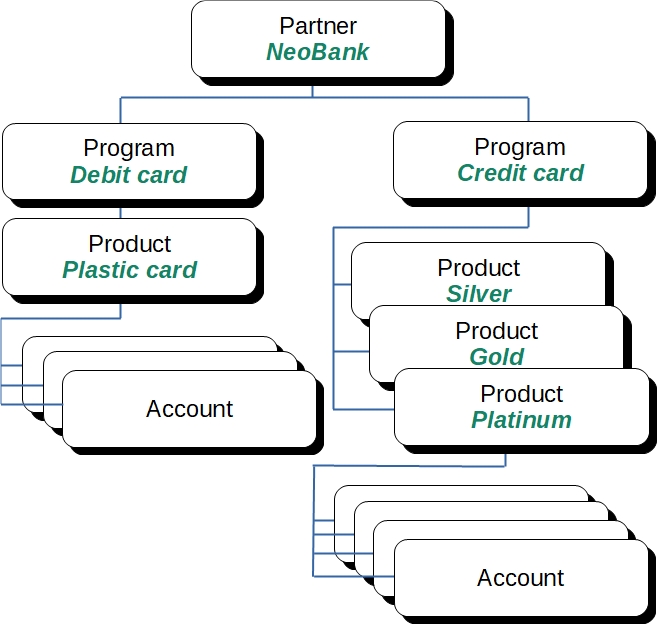 Partner
NeoBank
Program
Debit card
Program
Credit card
Product
Plastic card
Product
Silver
Product
Gold
Product
Platinum
Account
Account